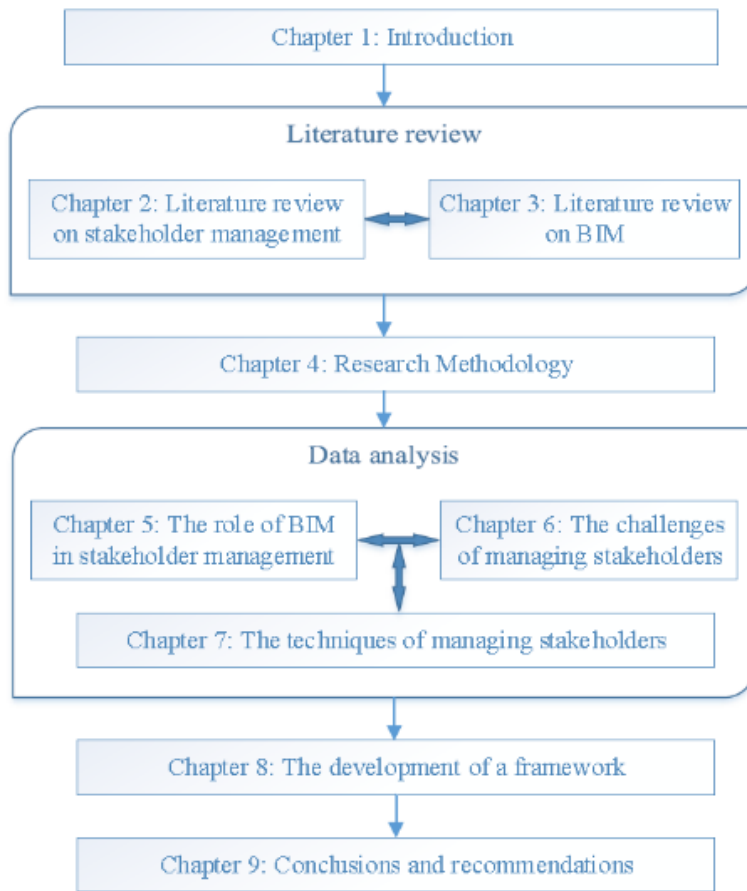 Chapter 1: Introduction
Literature review
Chapter 2: Literature review
on stakeholder management
Chapter 3: Literature review
on BIM
Chapter 4: Research Methodology
Data analysis
Chapter 5: The role of BIM
in stakeholder management
Chapter 6: The challenges
of managing stakeholders
Chapter 7: The techniques of managing stakeholders
Chapter 8: The development of a framework
Chapter 9: Conclusions and recommendations